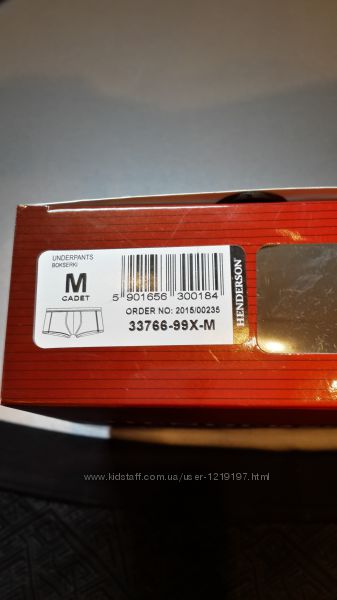 UNDERPANTS
BOKSERKI
M
CADET
5 901656 300184
ORDER NO: 2015/00235
33766-99X-M
HENDERSON
www.kidstaff.com.ua/user-1219197.html